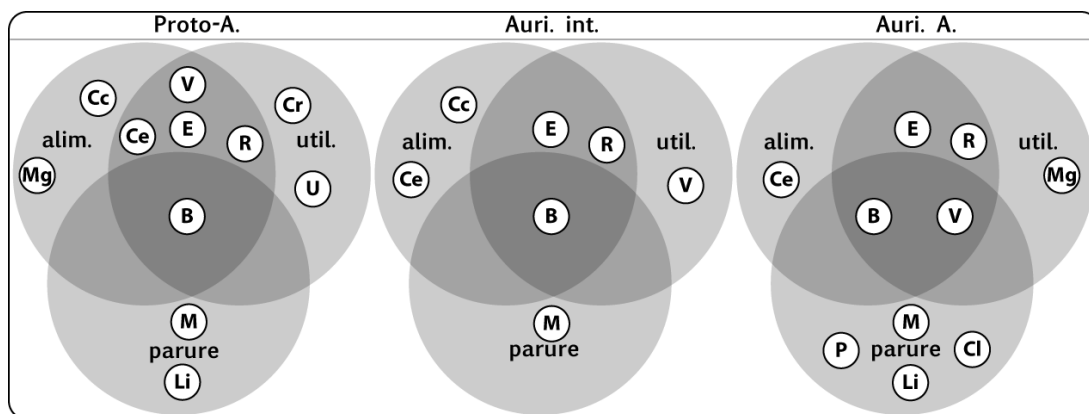 Proto-A.
Auri. int.
Auri. A.
V
Cc
Cr
Ce
E
R
alim.
util.
Mg
U
B
M
parure
Li
Cc
E
R
alim.
util.
Ce
V
B
M
parure
E
R
alim.
util.
Ce
Mg
B
V
M
P
parure
Cl
Li